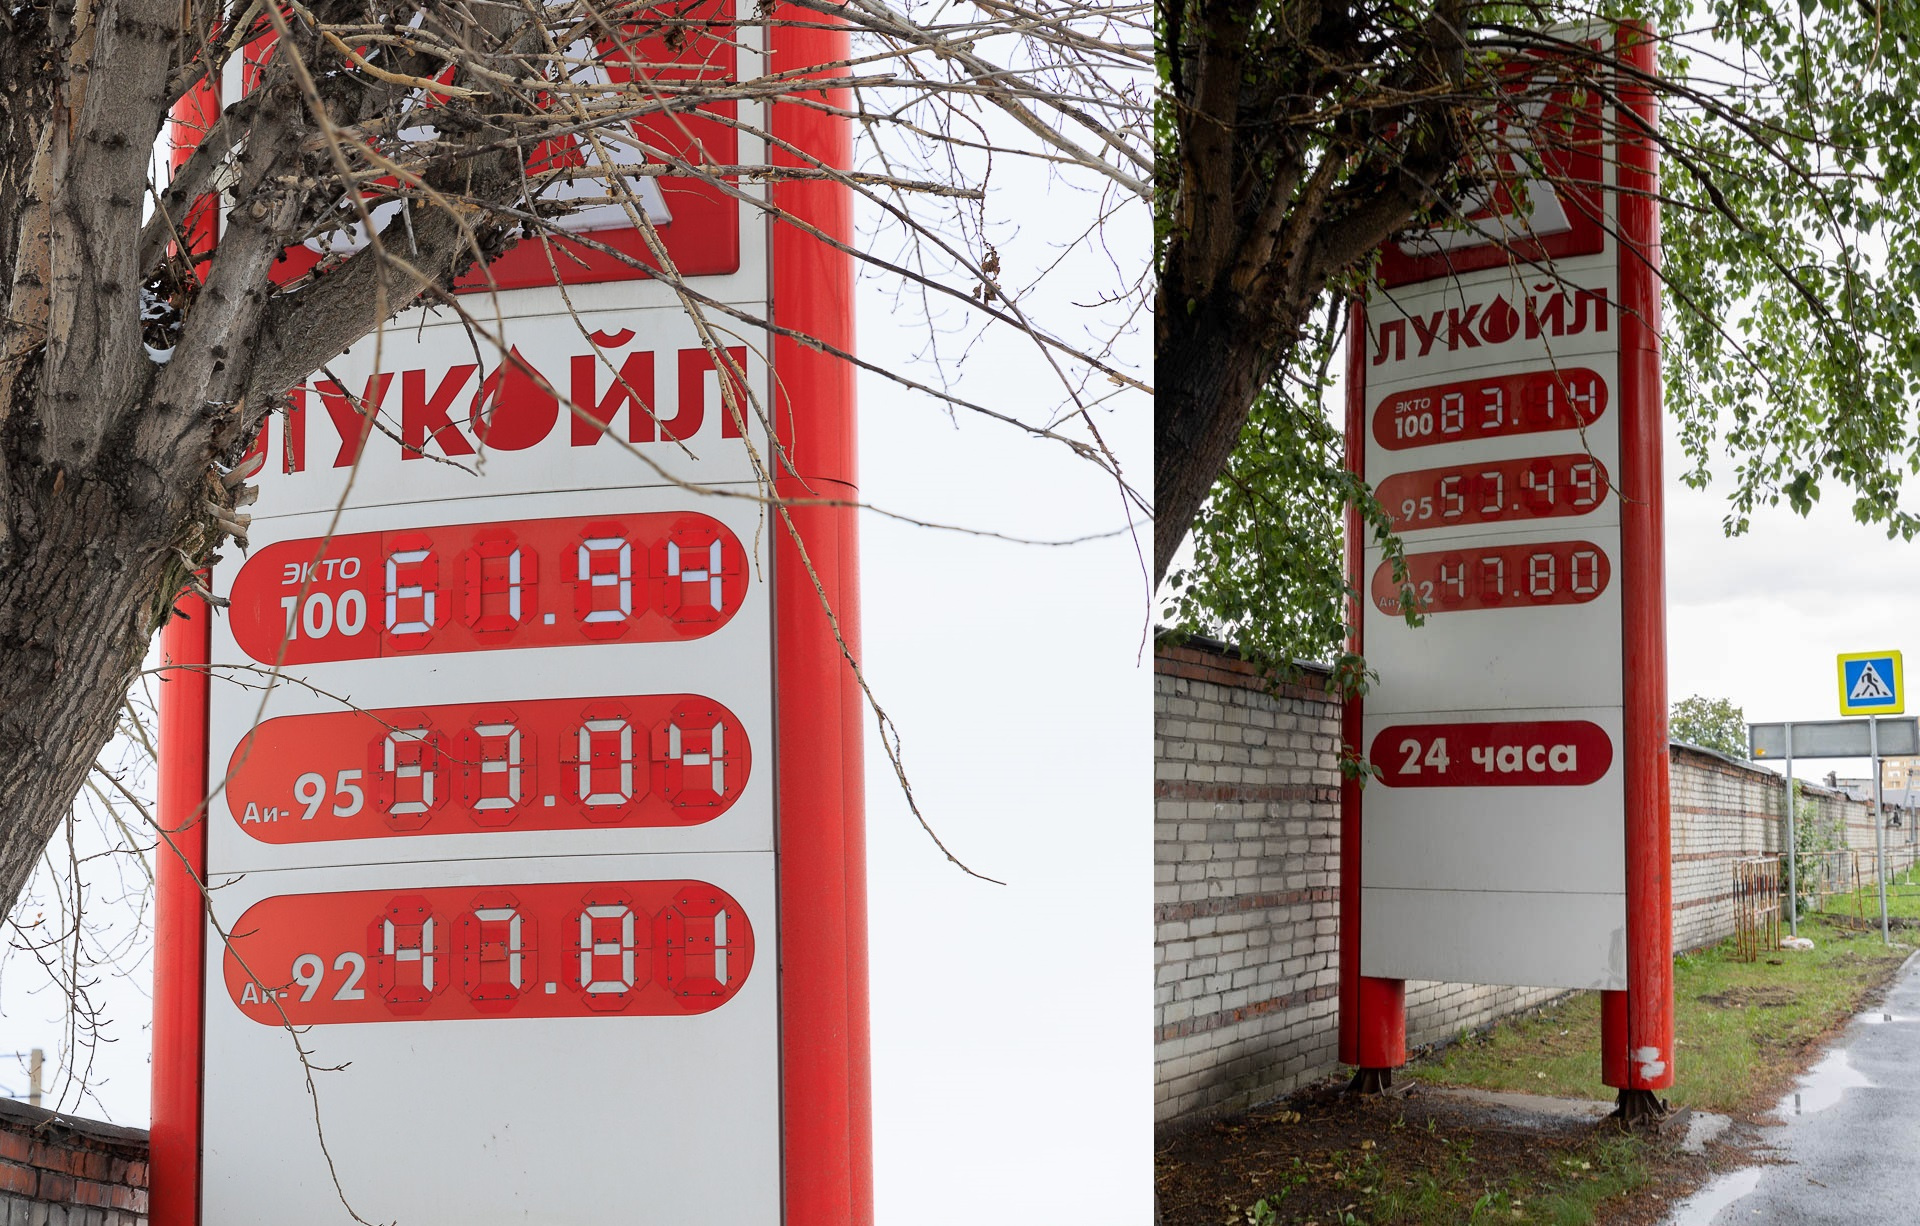 ЛУКОЙЛ
ЭКТО
100 61.94
Аи-95 53.04
Аи-92 47.81
ЛУКОЙЛ
ЭКТО
100 83.14
-95 53.49
Аи-92 47.80
24 часа